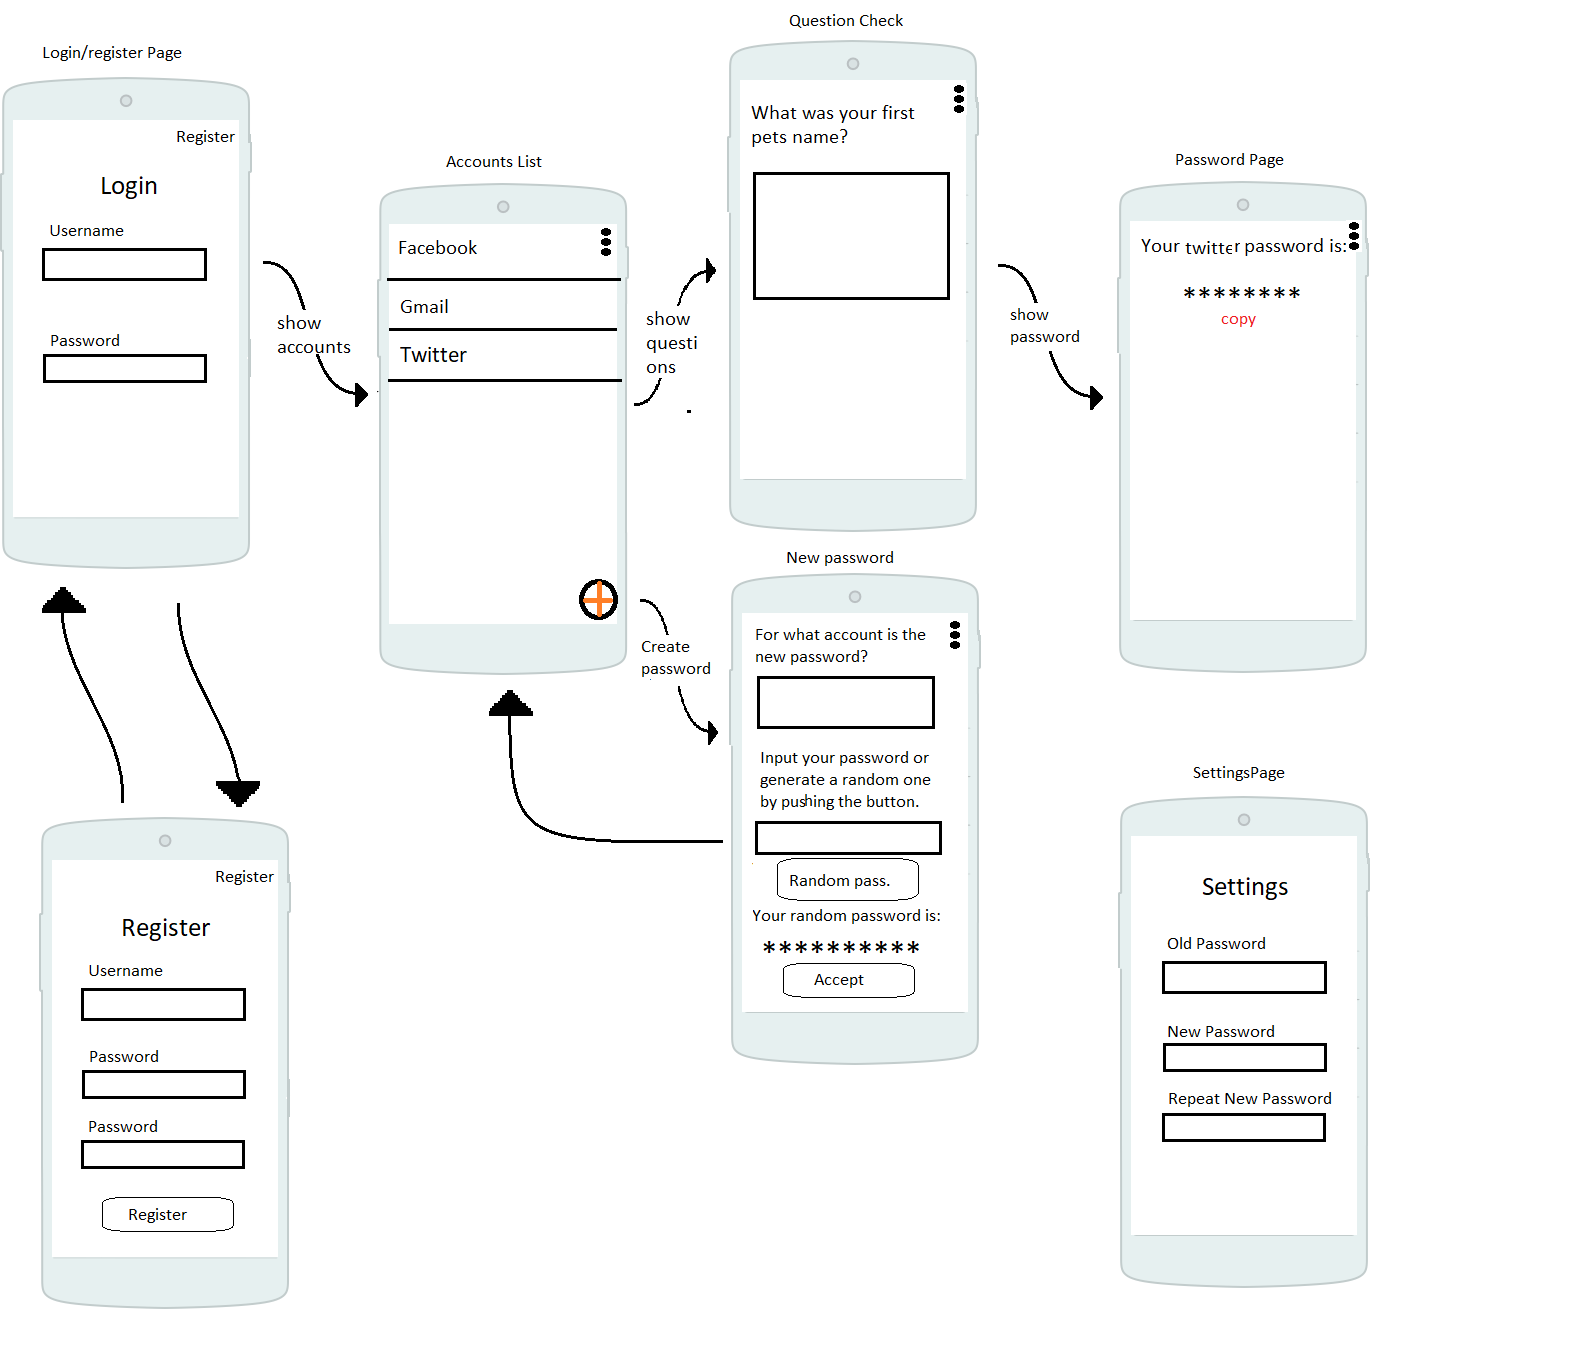 Login/register Page
Register
Login
Username
Password
show
accounts
Accounts List
Facebook
Gmail
Twitter
show
questi
ons
Question Check
What was your first
pets name?
show
password
Password Page
Your twitter password is:
********
copy
Create
password
New password
For what account is the
new password?
Input your password or
generate a random one
by pushing the button.
Random pass.
Your random password is:
**********
Accept
Register
Register
Username
Password
Password
Register
SettingsPage
Settings
Old Password
New Password
Repeat New Password